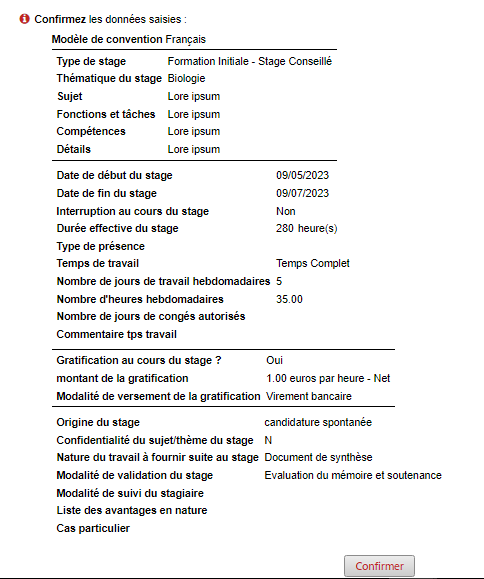 Confirmez les données saisies :
Modèle de convention Français
Type de stage Formation Initiale - Stage Conseillé
Thématique du stage Biologie
Sujet Lore ipsum
Fonctions et tâches Lore ipsum
Compétences Lore ipsum
Détails Lore ipsum
Date de début du stage 09/05/2023
Date de fin du stage 09/07/2023
Interruption au cours du stage Non
Durée effective du stage 280 heure(s)
Type de présence
Temps de travail Temps Complet
Nombre de jours de travail hebdomadaires 5
Nombre d'heures hebdomadaires 35.00
Nombre de jours de congés autorisés
Commentaire tps travail
Gratification au cours du stage ? Oui
montant de la gratification 1.00 euros par heure - Net
Modalité de versement de la gratification Virement bancaire
Origine du stage candidature spontanée
Confidentialité du sujet/thème du stage N
Nature du travail à fournir suite au stage Document de synthèse
Modalité de validation du stage Evaluation du mémoire et soutenance
Modalité de suivi du stagiaire
Liste des avantages en nature
Cas particulier
Confirmer